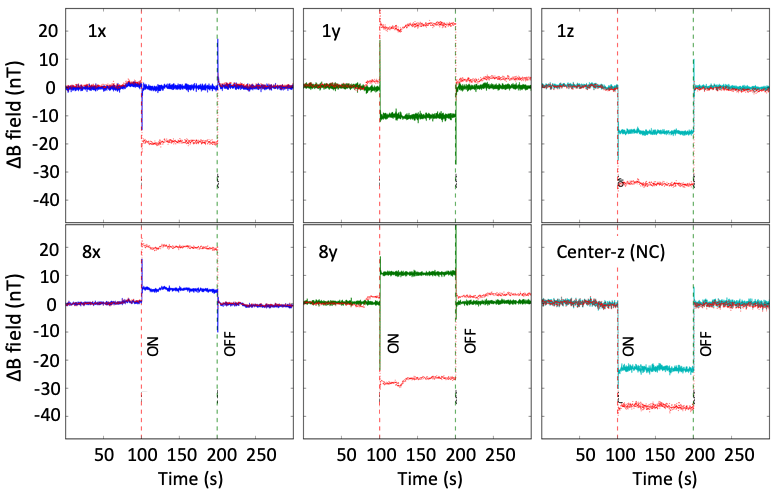 1x
1y
1z
20
10
0
-10
-20
-30
-40
ΔB field (nT)
8x
8y
Center-z (NC)
20
10
0
-10
-20
-30
-40
ΔB field (nT)
ON
OFF
ON
OFF
ON
OFF
50 100 150 200 250
50 100 150 200 250
50 100 150 200 250
Time (s)
Time (s)
Time (s)